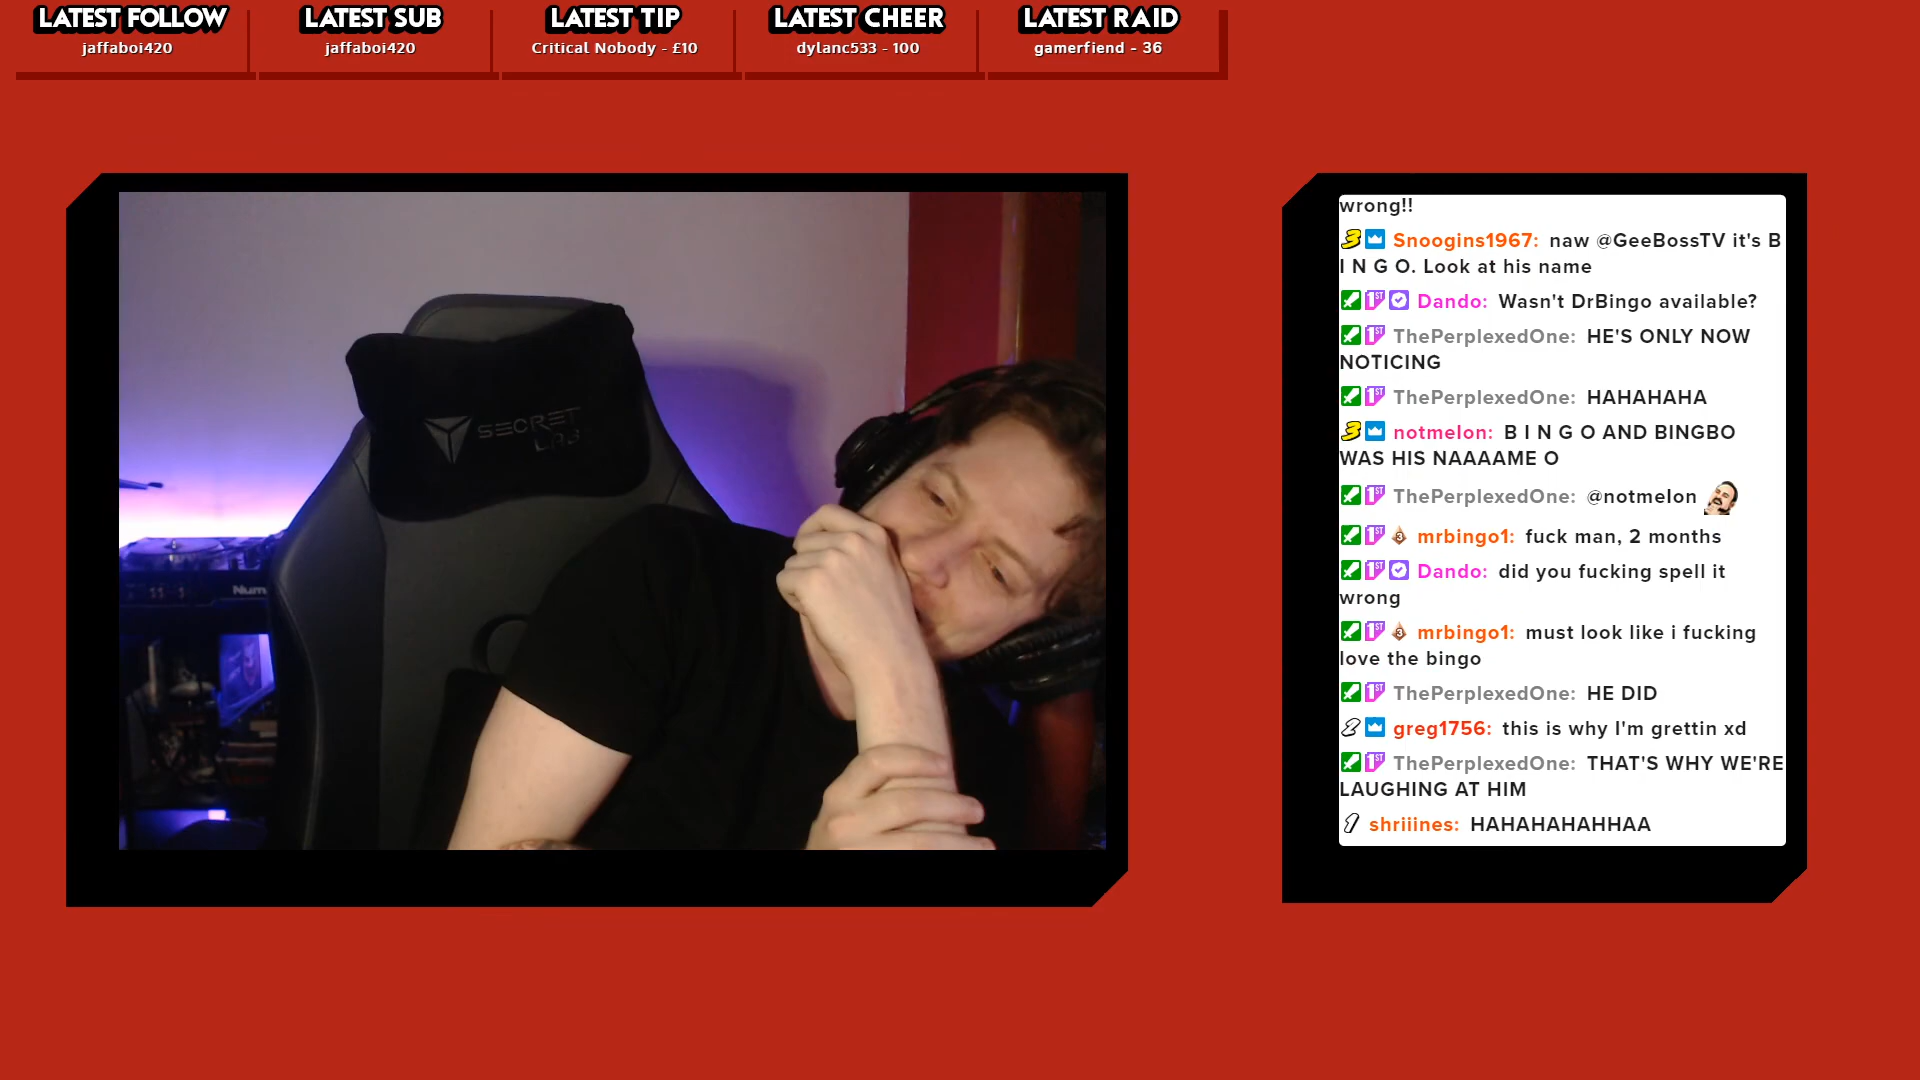 LATEST FOLLOW
jaffaboi420
LATEST SUB
jaffaboi420
LATEST TIP
Critical Nobody - £10
LATEST CHEER
dylanc533 - 100
LATEST RAID
gamerfiend - 36
SECRET
LAB
Num
wrong!!
Snoogins1967: naw @GeeBossTV it's B
I N G O. Look at his name
Dando: Wasn't DrBingo available?
ThePerplexedOne: HE'S ONLY NOW
NOTICING
ThePerplexedOne: HAHAHAHA
notmelon: B I N G O AND BINGBO
WAS HIS NAAAAME O
ThePerplexedOne: @notmelon
mrbingo1: fuck man, 2 months
Dando: did you fucking spell it
wrong
mrbingo1: must look like i fucking
love the bingo
ThePerplexedOne: HE DID
greg1756: this is why I'm grettin xd
ThePerplexedOne: THAT'S WHY WE'RE
LAUGHING AT HIM
shriiines: HAHAHAHAHHAA